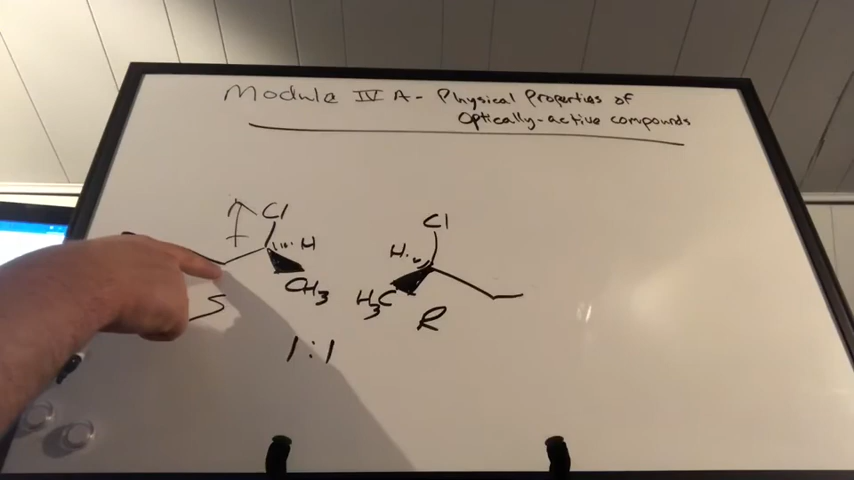 Module IV A - Physical Properties of
Optically-active compounds
Cl
H
CH3
S
Cl
H
H3C
R
1:1